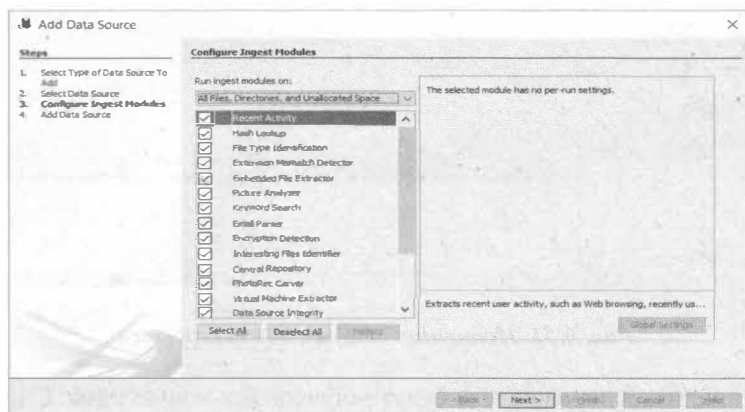 Add Data Source
Steps
1. Select Type of Data Source To
Add
2. Select Data Source
3. Configure Ingest Modules
4. Add Data Source
Configure Ingest Modules
Run ingest modules on:
All Files, Directories, and Unallocated Space
Recent Activity
Hash Lookup
File Type Identification
Extension Mismatch Detector
Embedded File Extractor
Picture Analyzer
Keyword Search
Email Parser
Encryption Detection
Interesting Files Identifier
Central Repository
PhotoRec Carver
Virtual Machine Extractor
Data Source Integrity
Select All Deselect All History
The selected module has no per-run settings.
Extracts recent user activity, such as Web browsing, recently us...
Global Settings
< Back Next > Finish Cancel Help